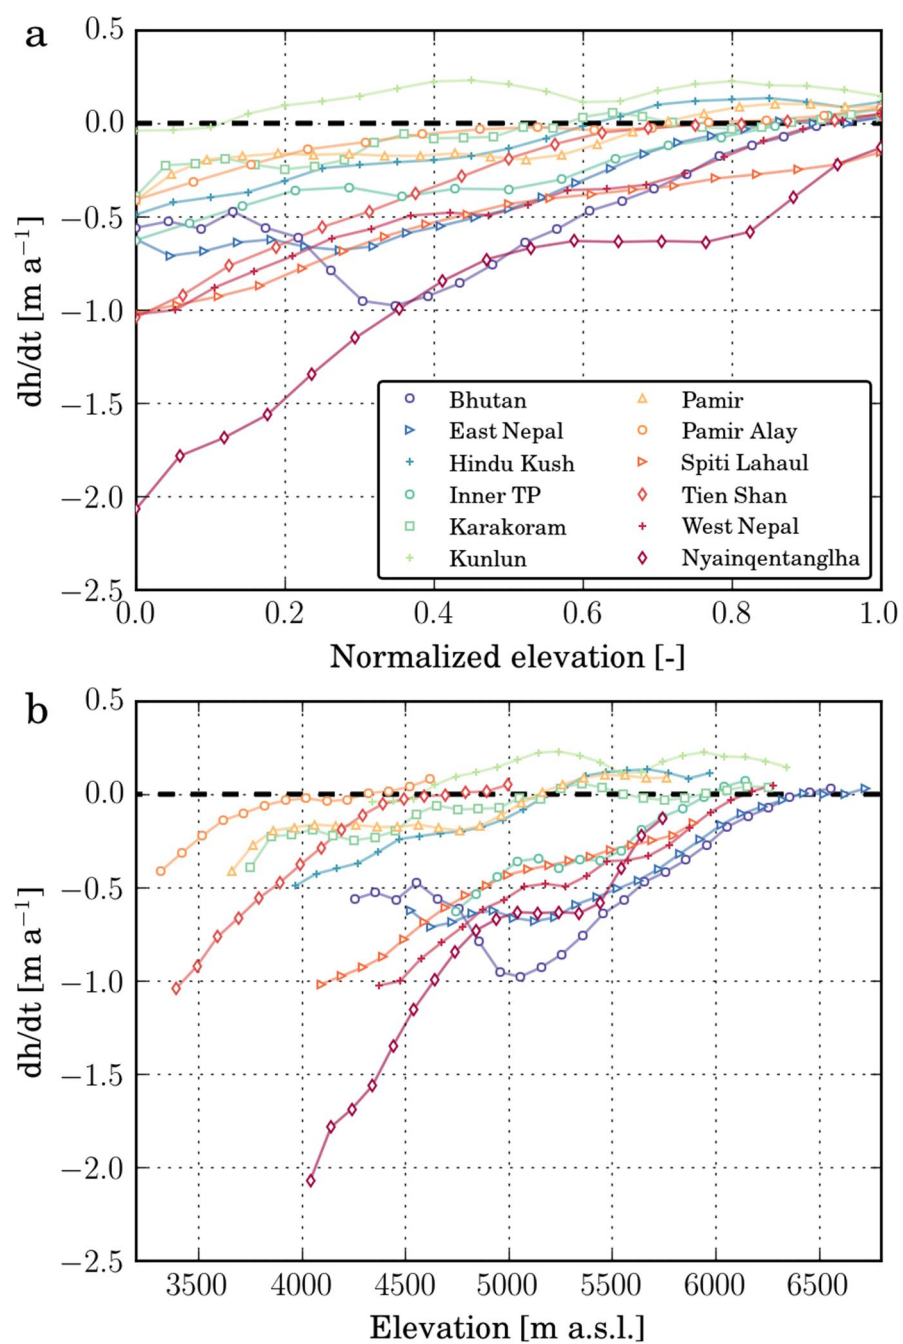 a
0.5
0.0
−0.5
−1.0
−1.5
−2.0
−2.5
dh/dt [m a⁻¹]
Bhutan
East Nepal
Hindu Kush
Inner TP
Karakoram
Kunlun
Pamir
Pamir Alay
Spiti Lahaul
Tien Shan
West Nepal
Nyainqentanglha
0.0 0.2 0.4 0.6 0.8 1.0
Normalized elevation [-]
b
0.5
0.0
−0.5
−1.0
−1.5
−2.0
−2.5
dh/dt [m a⁻¹]
3500 4000 4500 5000 5500 6000 6500
Elevation [m a.s.l.]